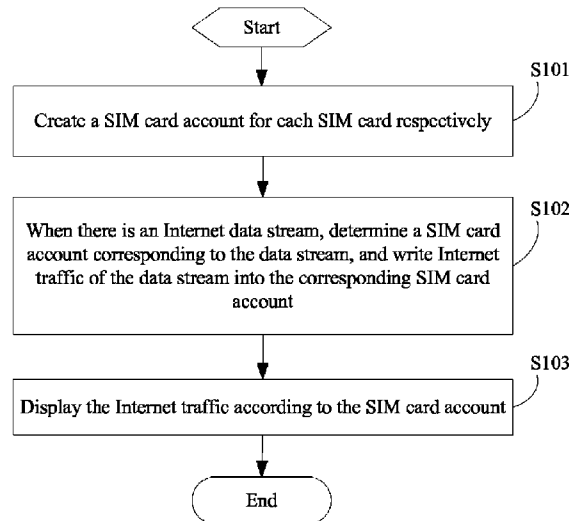 Start
S101
Create a SIM card account for each SIM card respectively
S102
When there is an Internet data stream, determine a SIM card
account corresponding to the data stream, and write Internet
traffic of the data stream into the corresponding SIM card
account
S103
Display the Internet traffic according to the SIM card account
End